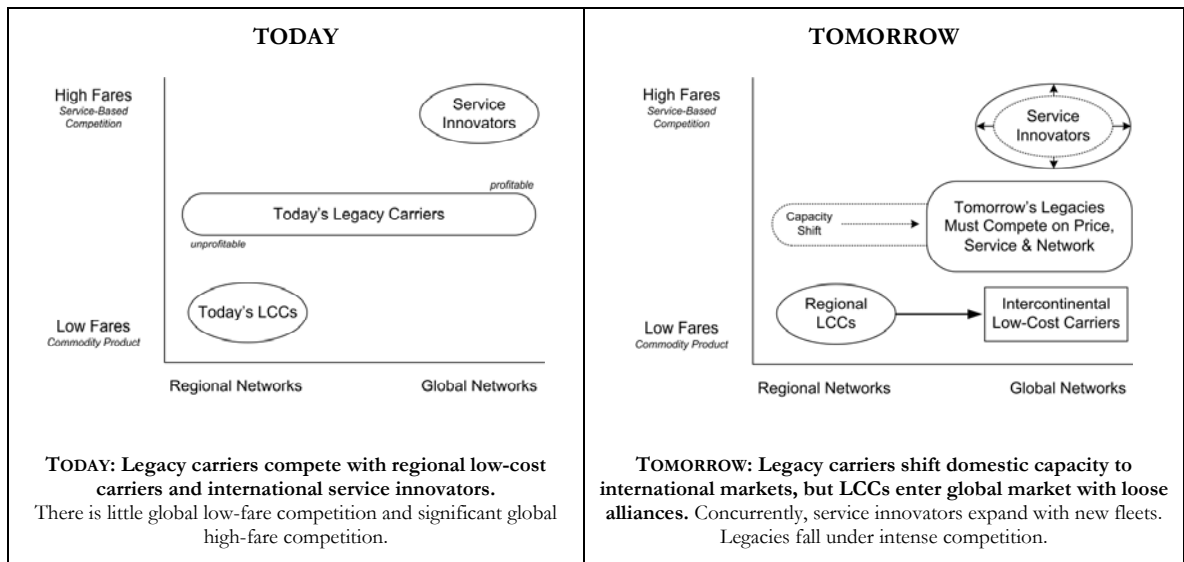 TODAY
High Fares
Service-Based
Competition
Service
Innovators
profitable
Today's Legacy Carriers
unprofitable
Today's LCCs
Low Fares
Commodity Product
Regional Networks
Global Networks
TODAY: Legacy carriers compete with regional low-cost
carriers and international service innovators.
There is little global low-fare competition and significant global
high-fare competition.
TOMORROW
High Fares
Service-Based
Competition
Service
Innovators
Capacity
Shift
Tomorrow's Legacies
Must Compete on Price,
Service & Network
Regional
LCCs
Intercontinental
Low-Cost Carriers
Low Fares
Commodity Product
Regional Networks
Global Networks
TOMORROW: Legacy carriers shift domestic capacity to
international markets, but LCCs enter global market with loose
alliances. Concurrently, service innovators expand with new fleets.
Legacies fall under intense competition.